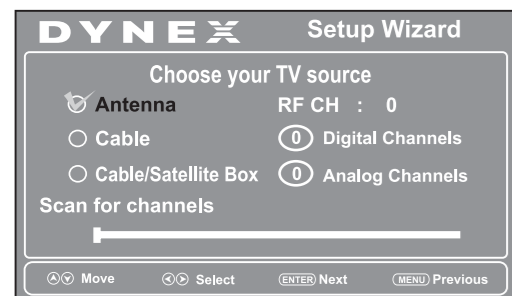 DYNEX Setup Wizard
Choose your TV source
Antenna RF CH : 0
Cable 0 Digital Channels
Cable/Satellite Box 0 Analog Channels
Scan for channels
Move Select ENTER Next MENU Previous